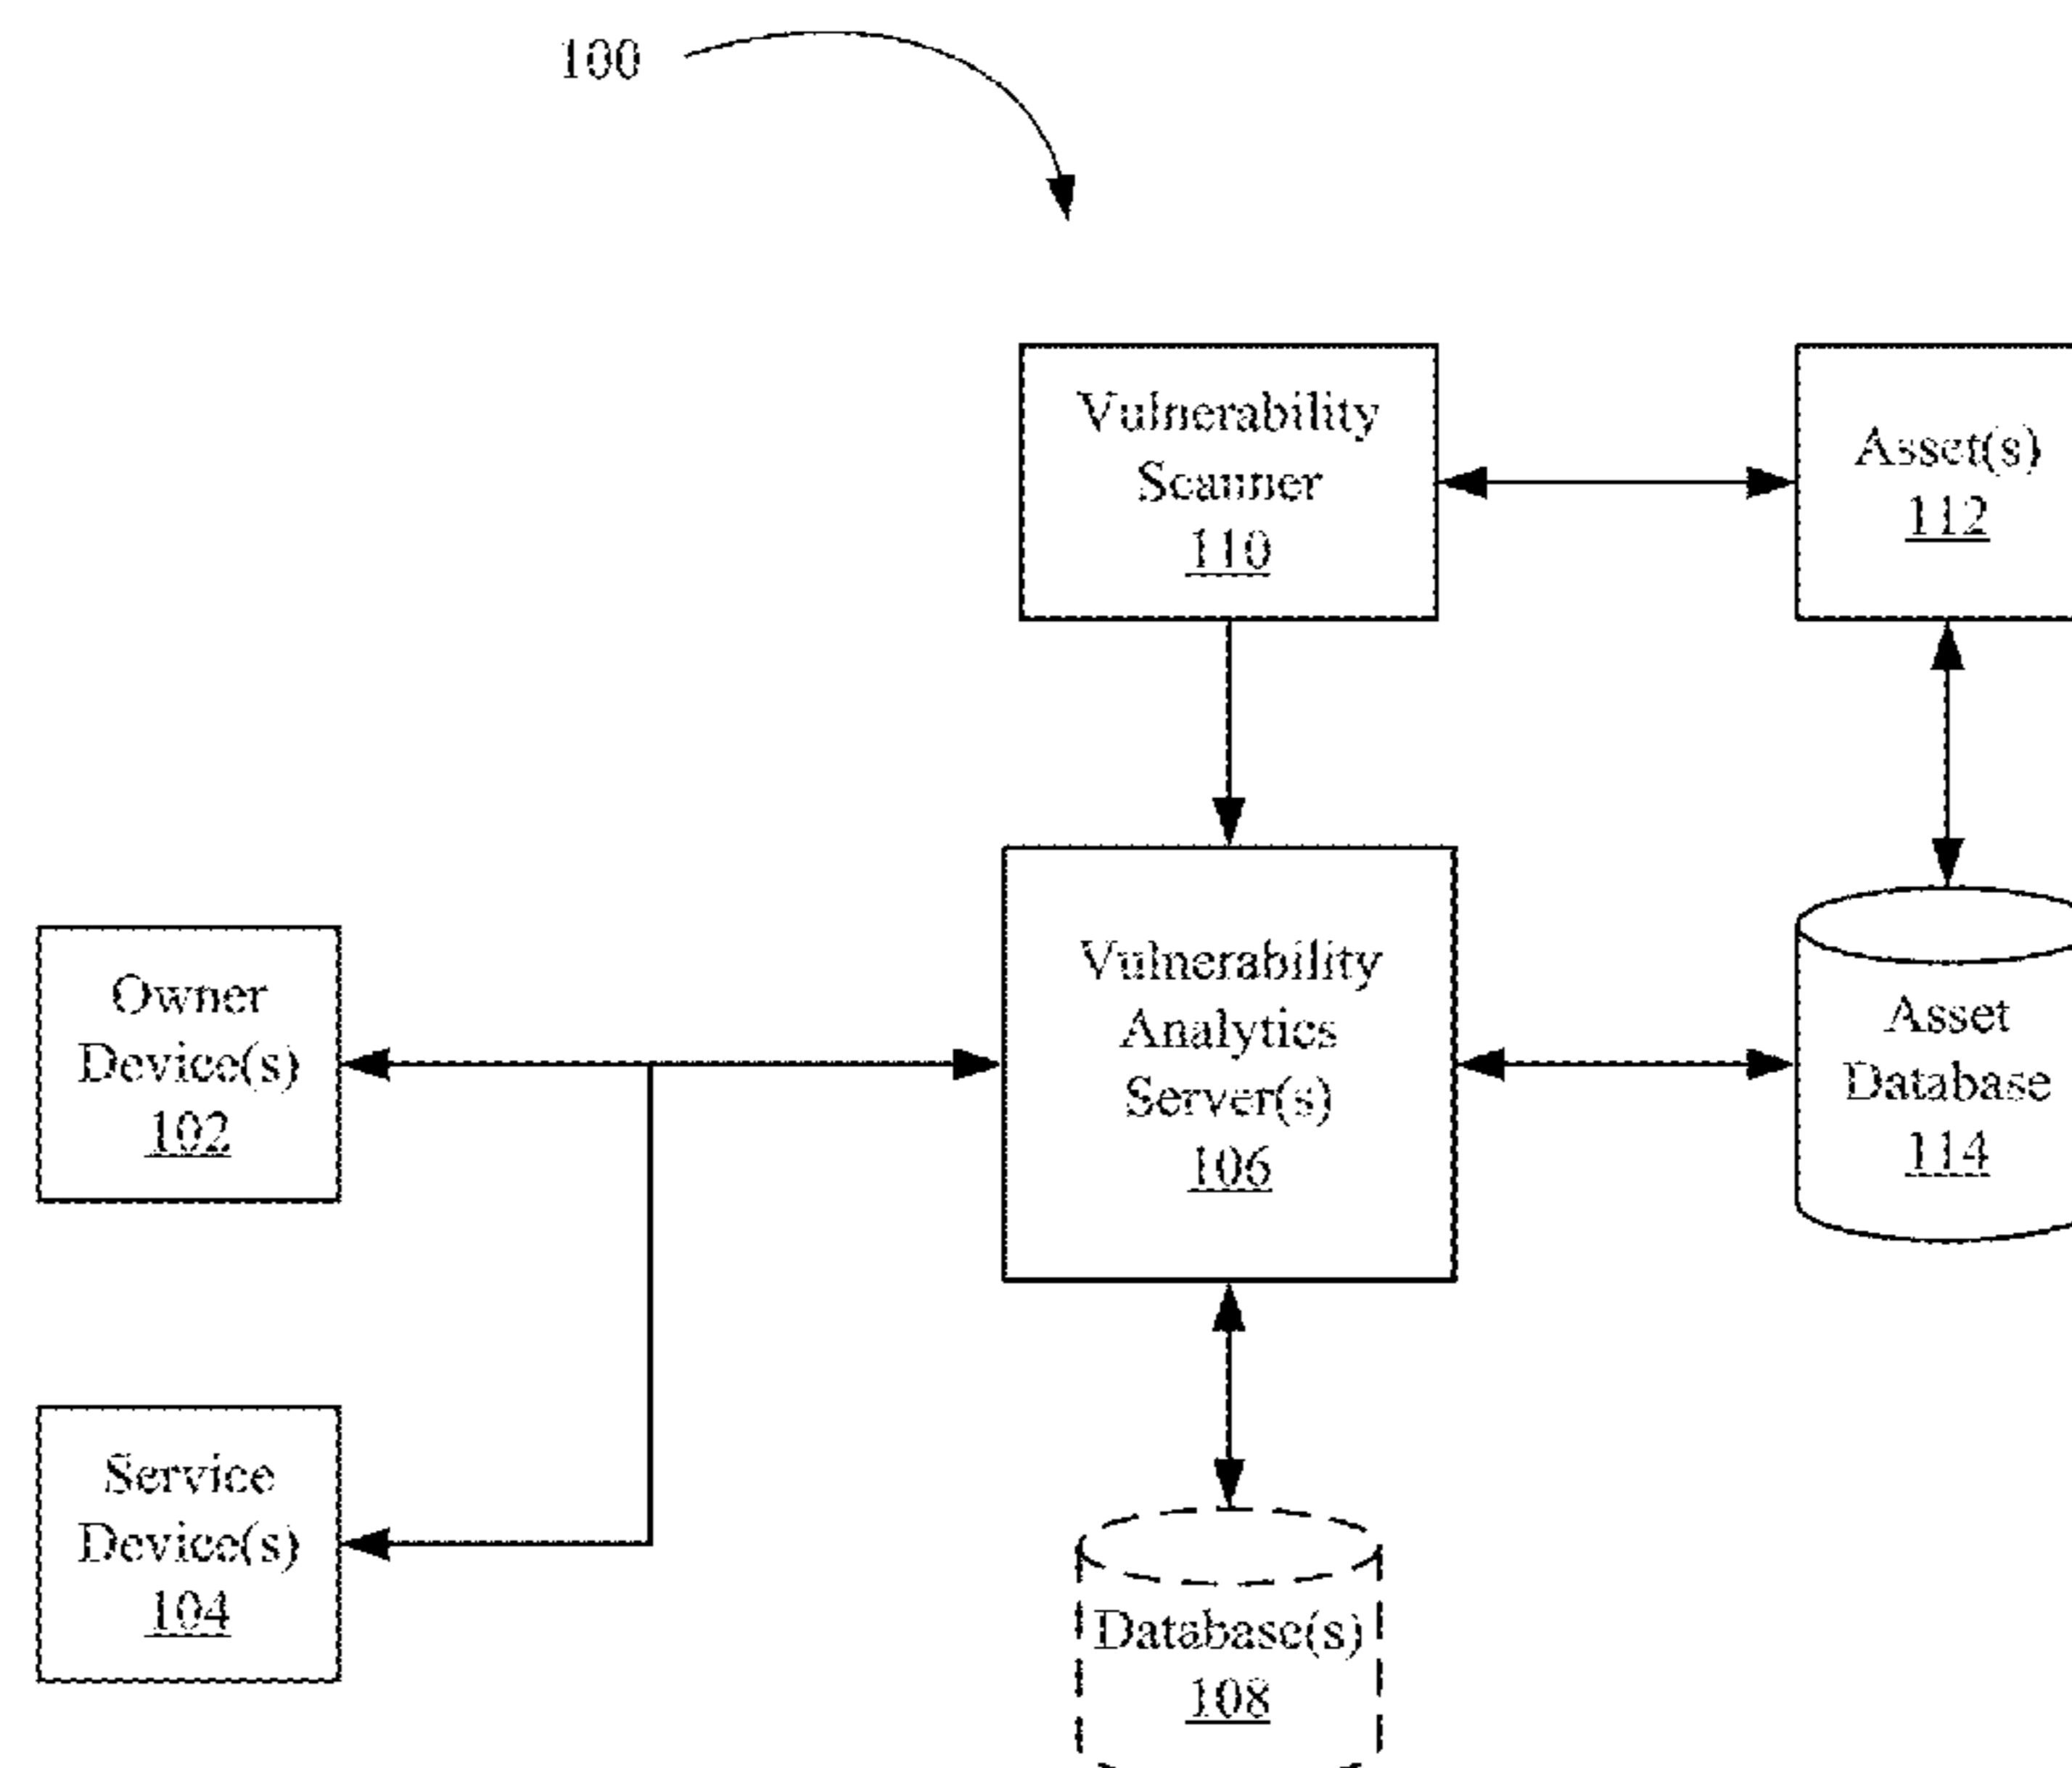 100
Vulnerability
Scanner
110
Asset(s)
112
Owner
Device(s)
102
Vulnerability
Analytics
Server(s)
106
Asset
Database
114
Service
Device(s)
104
Database(s)
108